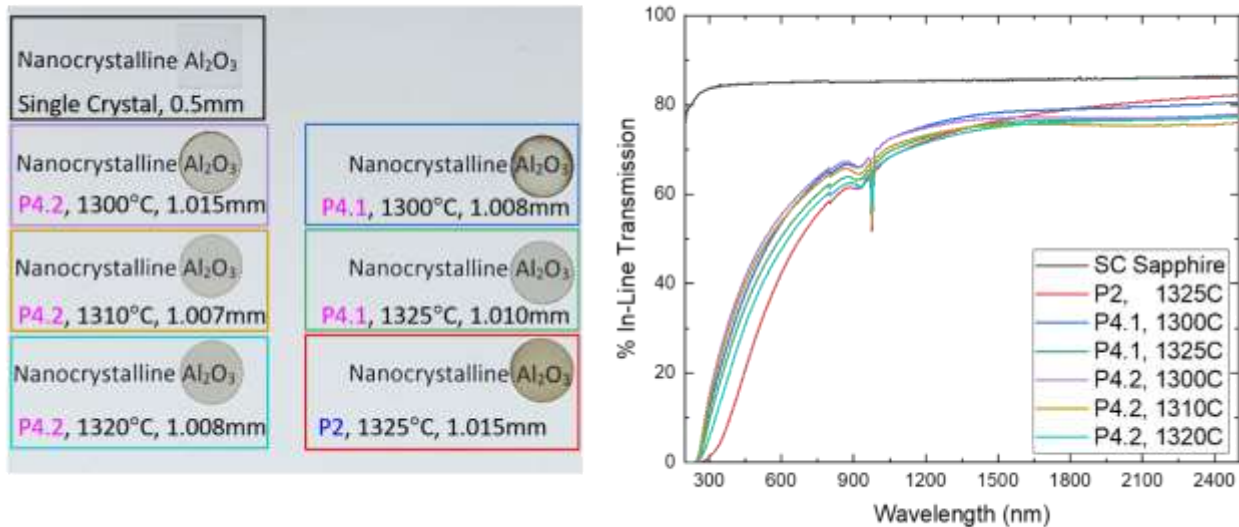 Nanocrystalline Al₂O₃
Single Crystal, 0.5mm
Nanocrystalline Al₂O₃
P4.2, 1300°C, 1.015mm
Nanocrystalline Al₂O₃
P4.1, 1300°C, 1.008mm
Nanocrystalline Al₂O₃
P4.2, 1310°C, 1.007mm
Nanocrystalline Al₂O₃
P4.1, 1325°C, 1.010mm
Nanocrystalline Al₂O₃
P4.2, 1320°C, 1.008mm
Nanocrystalline Al₂O₃
P2, 1325°C, 1.015mm
% In-Line Transmission
100
80
60
40
20
0
SC Sapphire
P2, 1325C
P4.1, 1300C
P4.1, 1325C
P4.2, 1300C
P4.2, 1310C
P4.2, 1320C
300 600 900 1200 1500 1800 2100 2400
Wavelength (nm)